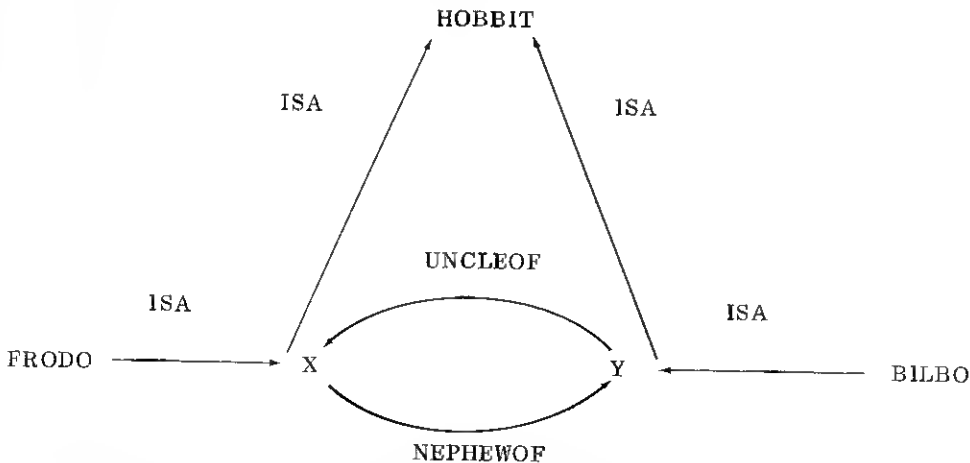 HOBBIT
ISA ISA
UNCLEOF
ISA ISA
FRODO X Y BILBO
NEPHEWOF